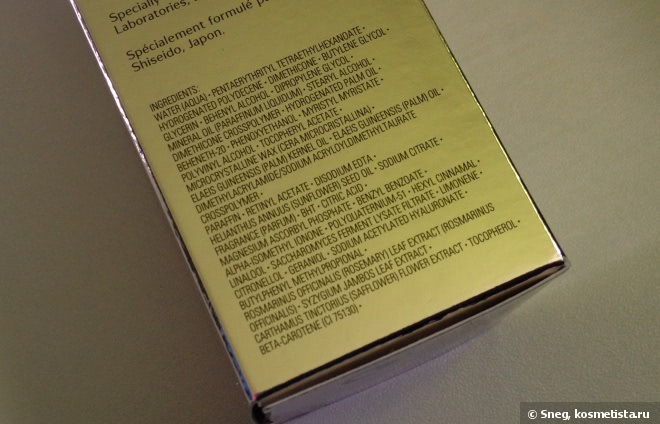 Specially
Laboratories,
Spécialement formulé
Shiseido, Japon.
INGREDIENTS:
WATER (AQUA) · PENTAERYTHRITYL TETRAETHYLHEXANOATE ·
HYDROGENATED POLYDECENE · DIMETHICONE · BUTYLENE GLYCOL ·
GLYCERIN · BEHENYL ALCOHOL · DIPROPYLENE GLYCOL ·
MINERAL OIL (PARAFFINUM LIQUIDUM) · STEARYL ALCOHOL ·
DIMETHICONE CROSSPOLYMER · HYDROGENATED PALM OIL ·
BEHENETH-20 · PHENOXYETHANOL · MYRISTYL MYRISTATE ·
POLYVINYL ALCOHOL · TOCOPHERYL ACETATE ·
MICROCRYSTALLINE WAX (CERA MICROCRISTALLINA) ·
ELAEIS GUINEENSIS (PALM) KERNEL OIL · ELAEIS GUINEENSIS (PALM) OIL ·
DIMETHYLACRYLAMIDE/SODIUM ACRYLOYLDIMETHYLTAURATE
CROSSPOLYMER ·
PARAFFIN · RETINYL ACETATE · DISODIUM EDTA ·
HELIANTHUS ANNUUS (SUNFLOWER) SEED OIL · SODIUM CITRATE ·
FRAGRANCE (PARFUM) · BHT · CITRIC ACID ·
MAGNESIUM ASCORBYL PHOSPHATE · BENZYL BENZOATE ·
ALPHA-ISOMETHYL IONONE · POLYQUATERNIUM-51 · HEXYL CINNAMAL ·
LINALOOL · SACCHAROMYCES FERMENT LYSATE FILTRATE · LIMONENE ·
CITRONELLOL · GERANIOL · SODIUM ACETYLATED HYALURONATE ·
BUTYLPHENYL METHYLPROPIONAL ·
ROSMARINUS OFFICINALIS (ROSEMARY) LEAF EXTRACT (ROSMARINUS
OFFICINALIS) · SYZYGIUM JAMBOS LEAF EXTRACT ·
CARTHAMUS TINCTORIUS (SAFFLOWER) FLOWER EXTRACT · TOCOPHEROL ·
BETA-CAROTENE (CI 75130) ·
© Sneg, kosmetista.ru